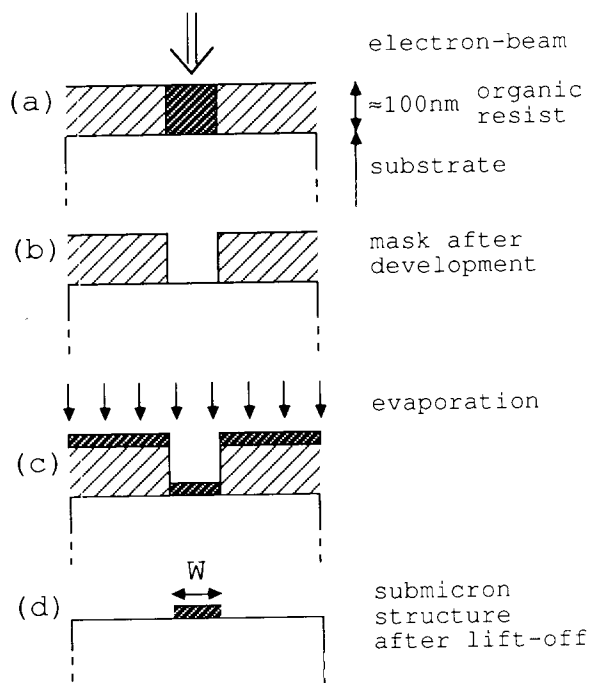 electron-beam
(a)
≈100nm organic
resist
substrate
(b)
mask after
development
evaporation
(c)
W
(d)
submicron
structure
after lift-off